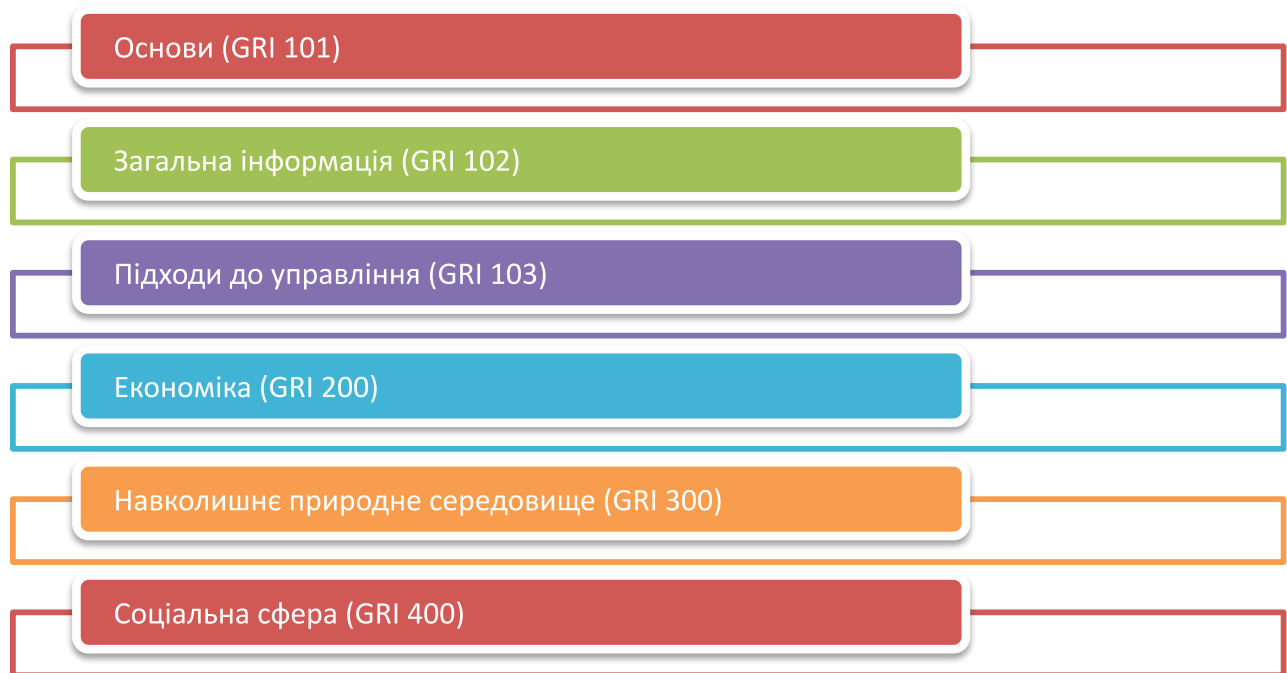 Основи (GRI 101)
Загальна інформація (GRI 102)
Підходи до управління (GRI 103)
Економіка (GRI 200)
Навколишнє природне середовище (GRI 300)
Соціальна сфера (GRI 400)